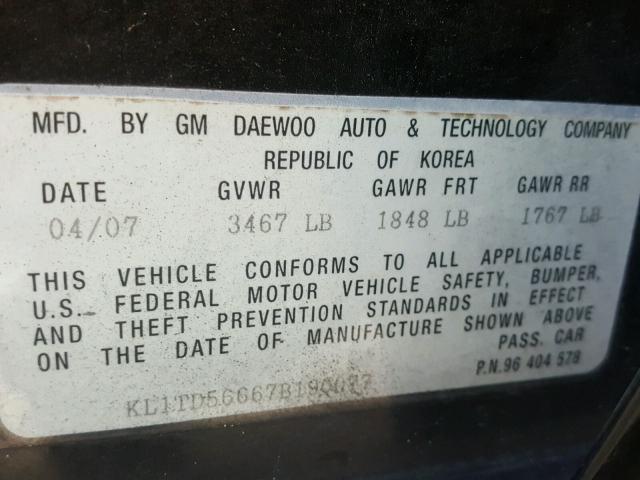 MFD. BY GM DAEWOO AUTO & TECHNOLOGY COMPANY
REPUBLIC OF KOREA
DATE GVWR GAWR FRT GAWR RR
04/07 3467 LB 1848 LB 1767 LB
THIS VEHICLE CONFORMS TO ALL APPLICABLE
U.S. FEDERAL MOTOR VEHICLE SAFETY, BUMPER,
AND THEFT PREVENTION STANDARDS IN EFFECT
ON THE DATE OF MANUFACTURE SHOWN ABOVE
PASS. CAR
P.N.96 404 578